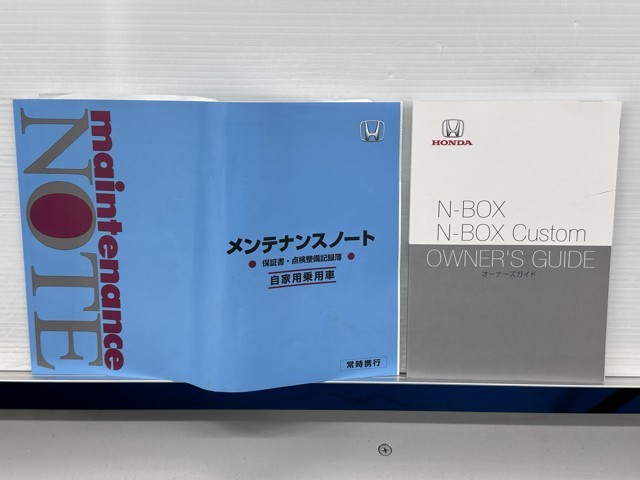 maintenance
NOTE
メンテナンスノート
保証書・点検整備記録簿
自家用乗用車
常時携行
HONDA
N-BOX
N-BOX Custom
OWNER'S GUIDE
オーナーズガイド